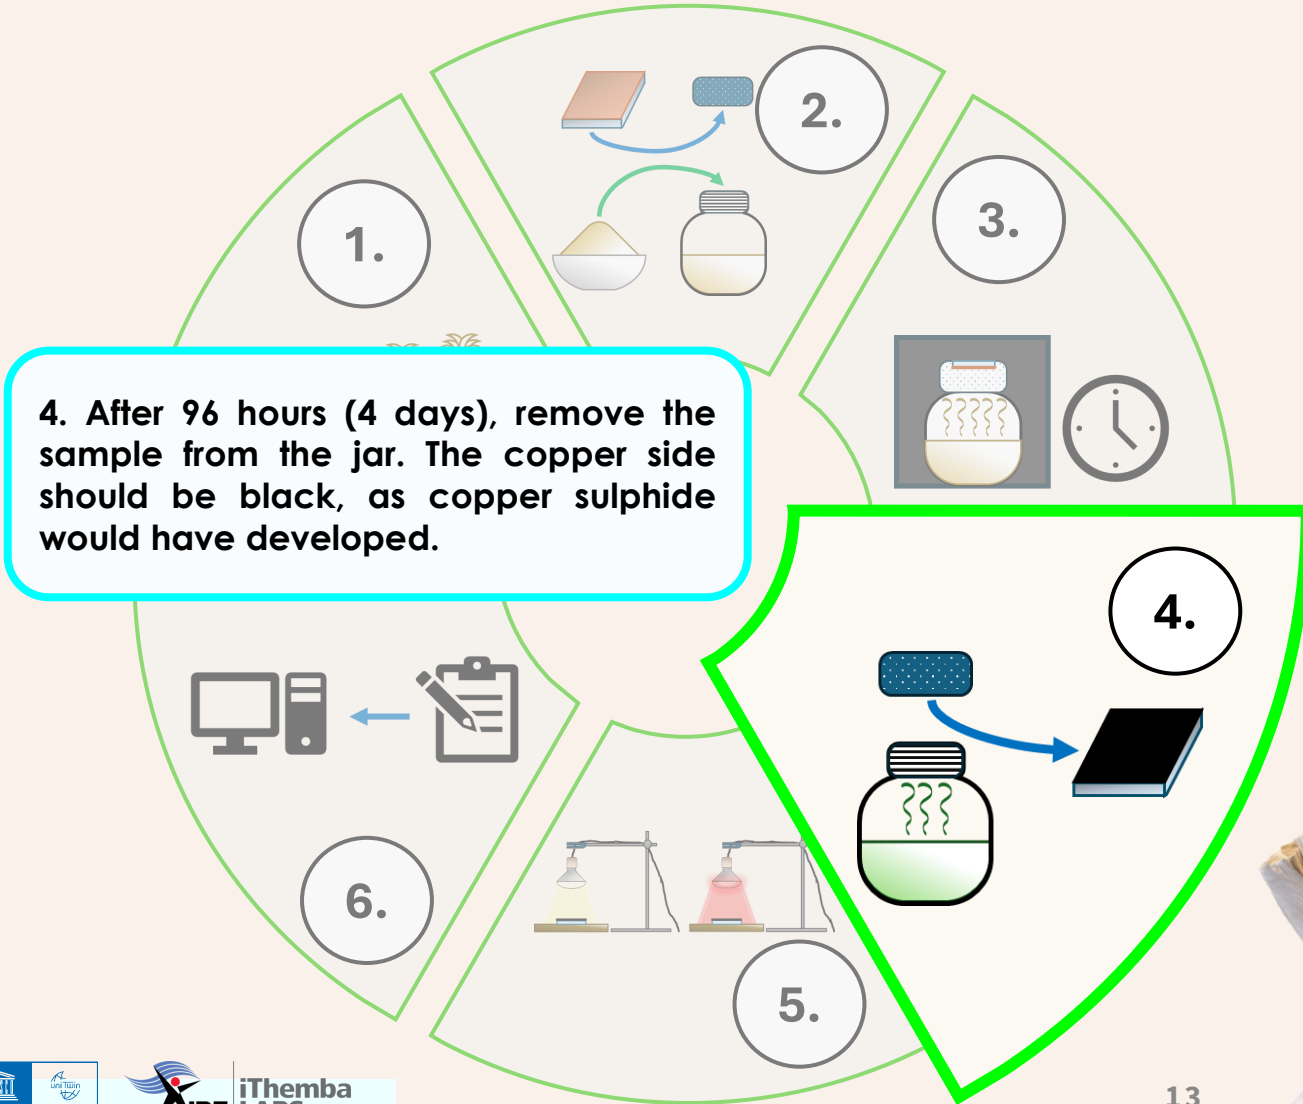 2.
1.
3.
4. After 96 hours (4 days), remove the
sample from the jar. The copper side
should be black, as copper sulphide
would have developed.
4.
6.
5.
iThemba
13